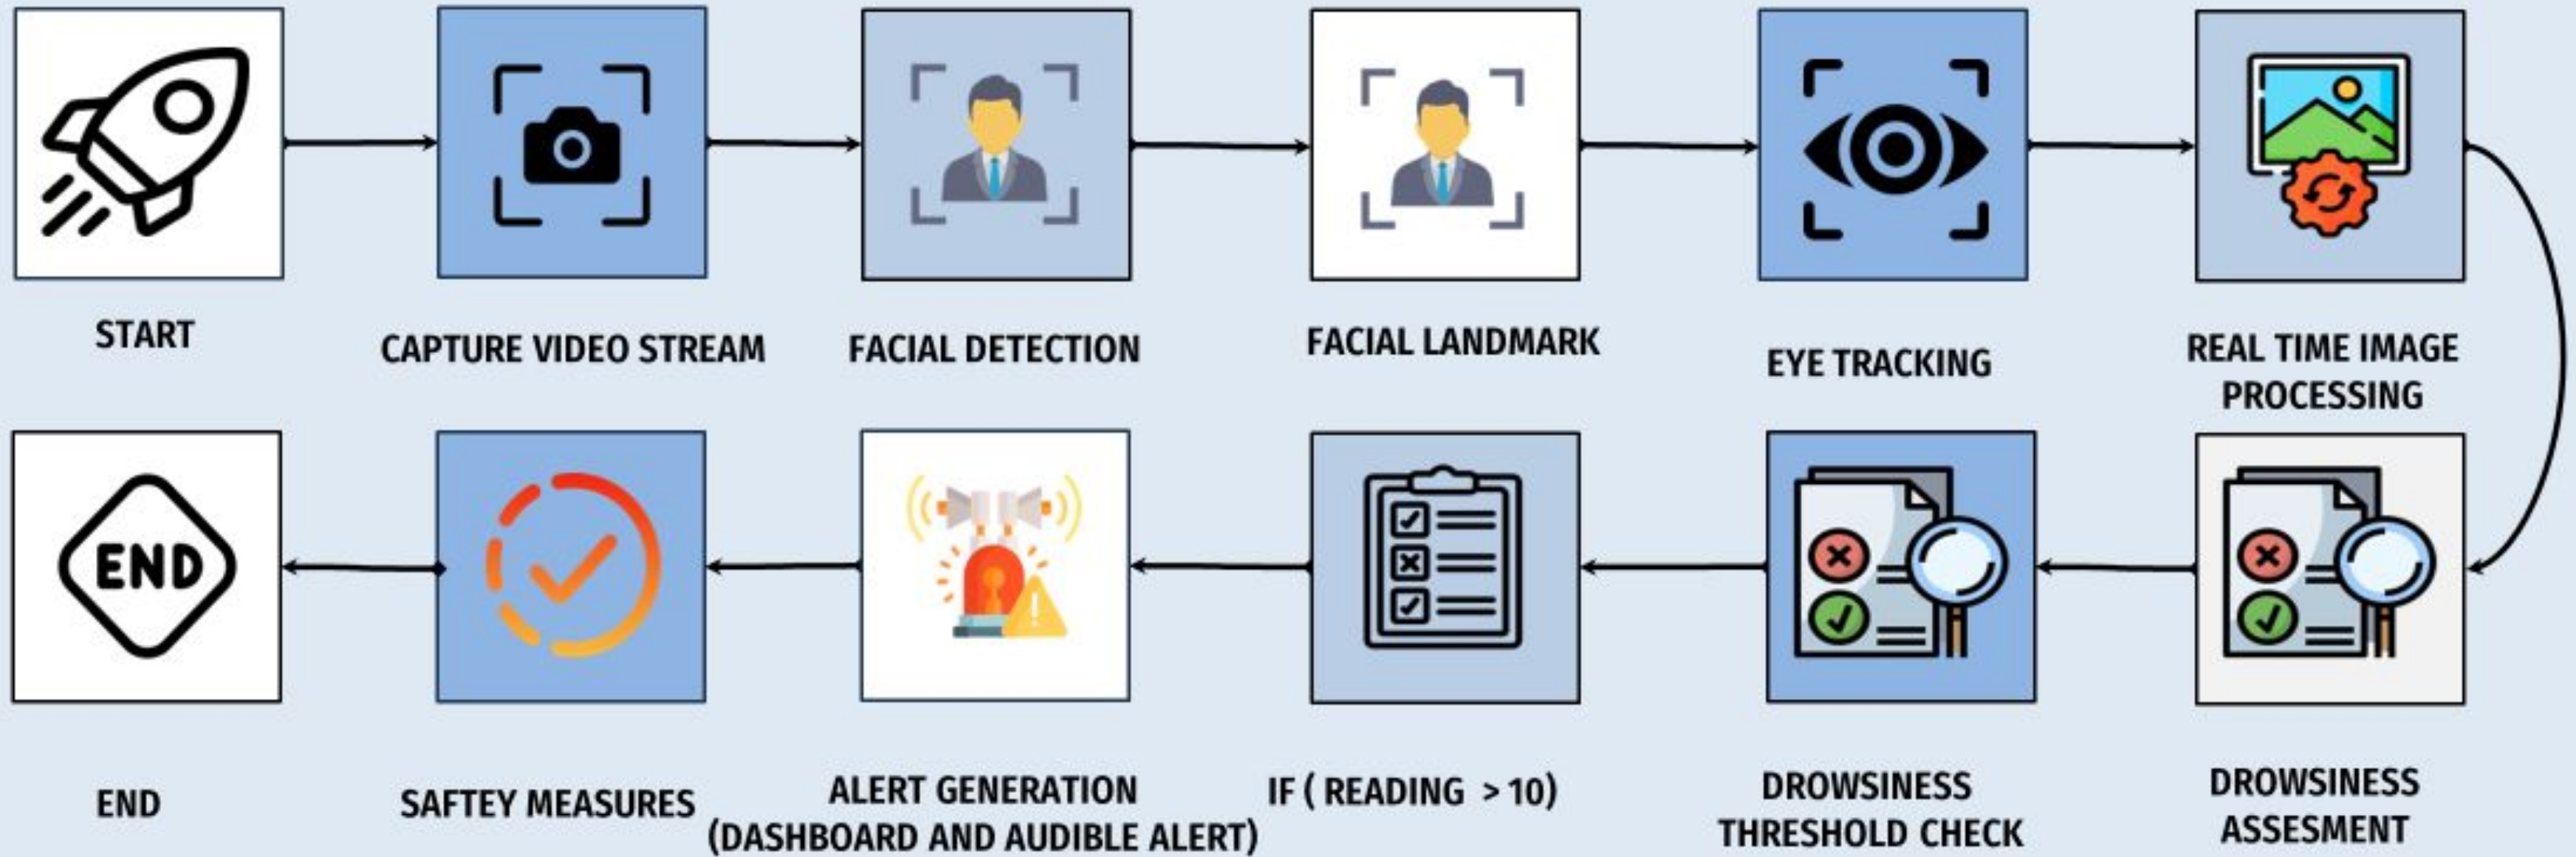 START
CAPTURE VIDEO STREAM
FACIAL DETECTION
FACIAL LANDMARK
EYE TRACKING
REAL TIME IMAGE
PROCESSING
END
END
SAFTEY MEASURES
ALERT GENERATION
(DASHBOARD AND AUDIBLE ALERT)
IF ( READING > 10)
DROWSINESS
THRESHOLD CHECK
DROWSINESS
ASSESMENT